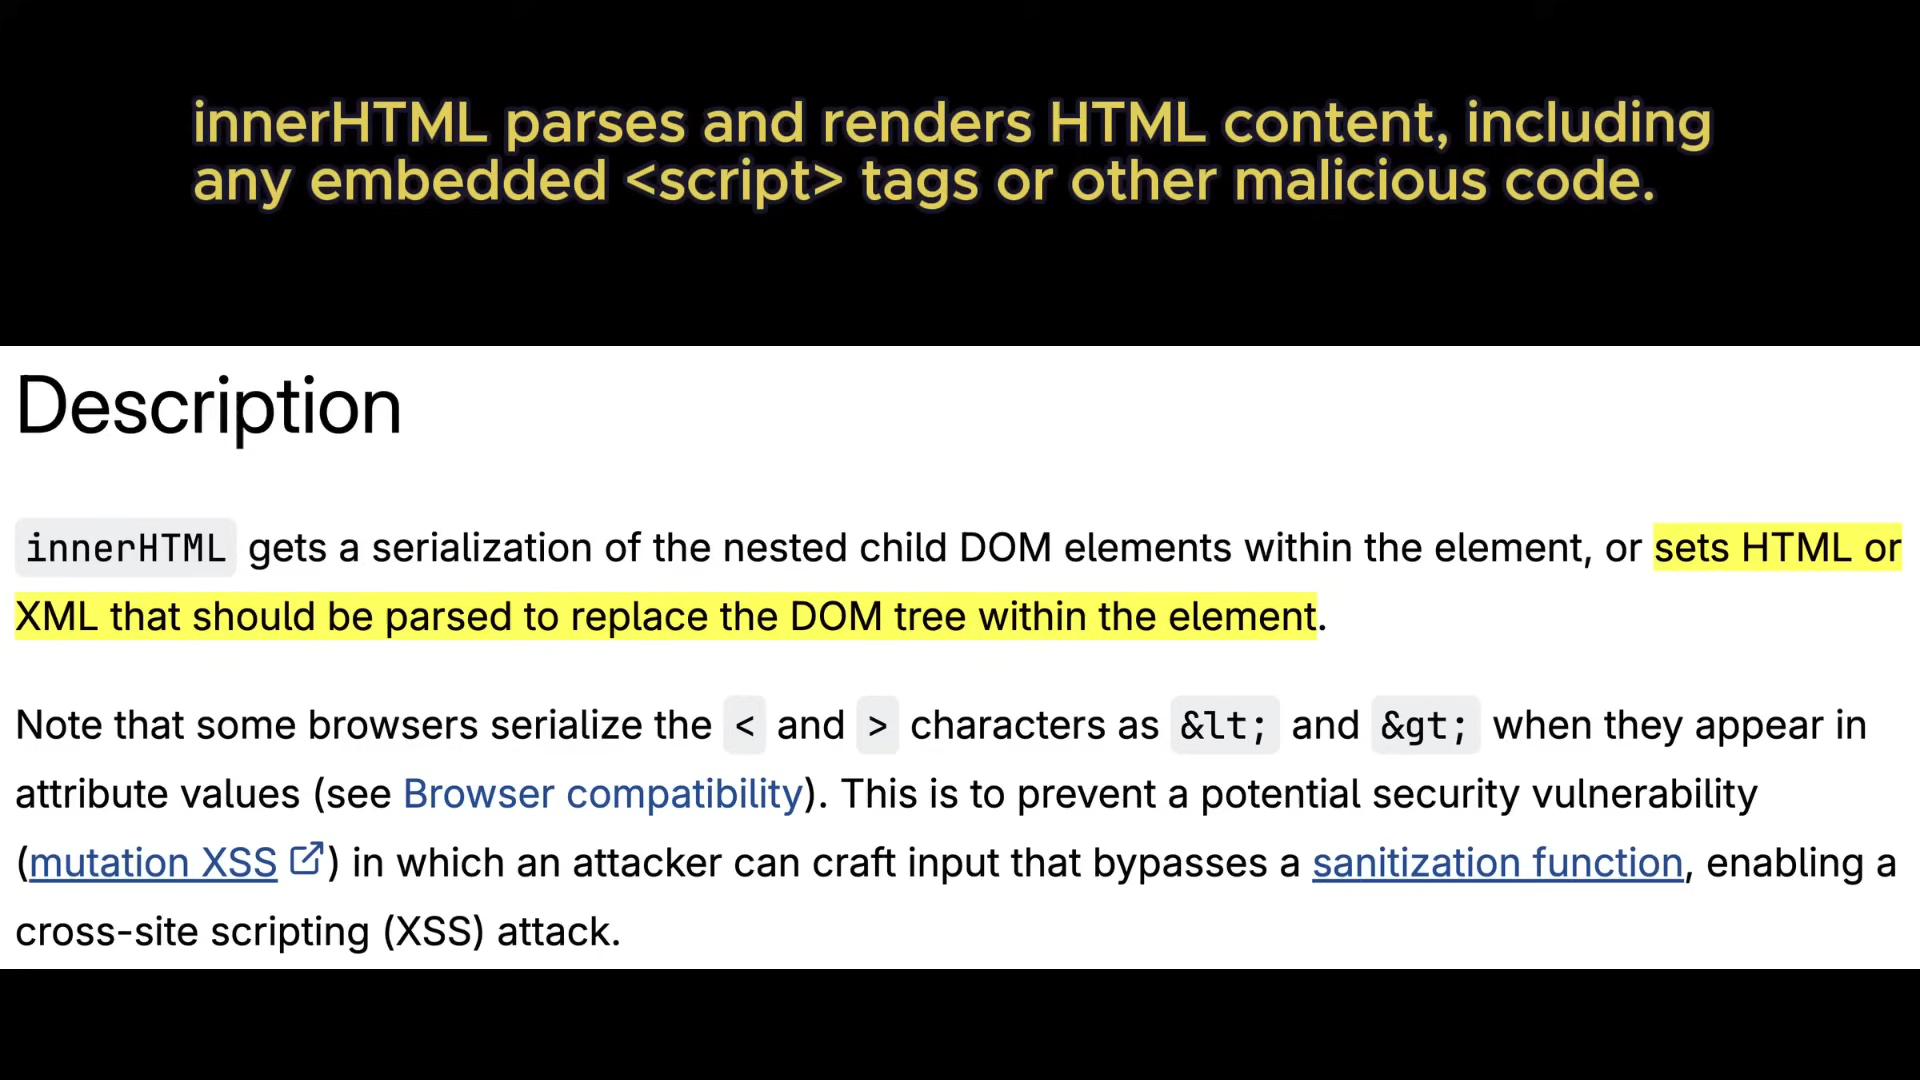 innerHTML parses and renders HTML content, including
any embedded <script> tags or other malicious code.
Description
innerHTML gets a serialization of the nested child DOM elements within the element, or sets HTML or
XML that should be parsed to replace the DOM tree within the element.
Note that some browsers serialize the < and > characters as &lt; and &gt; when they appear in
attribute values (see Browser compatibility). This is to prevent a potential security vulnerability
(mutation XSS) in which an attacker can craft input that bypasses a sanitization function, enabling a
cross-site scripting (XSS) attack.